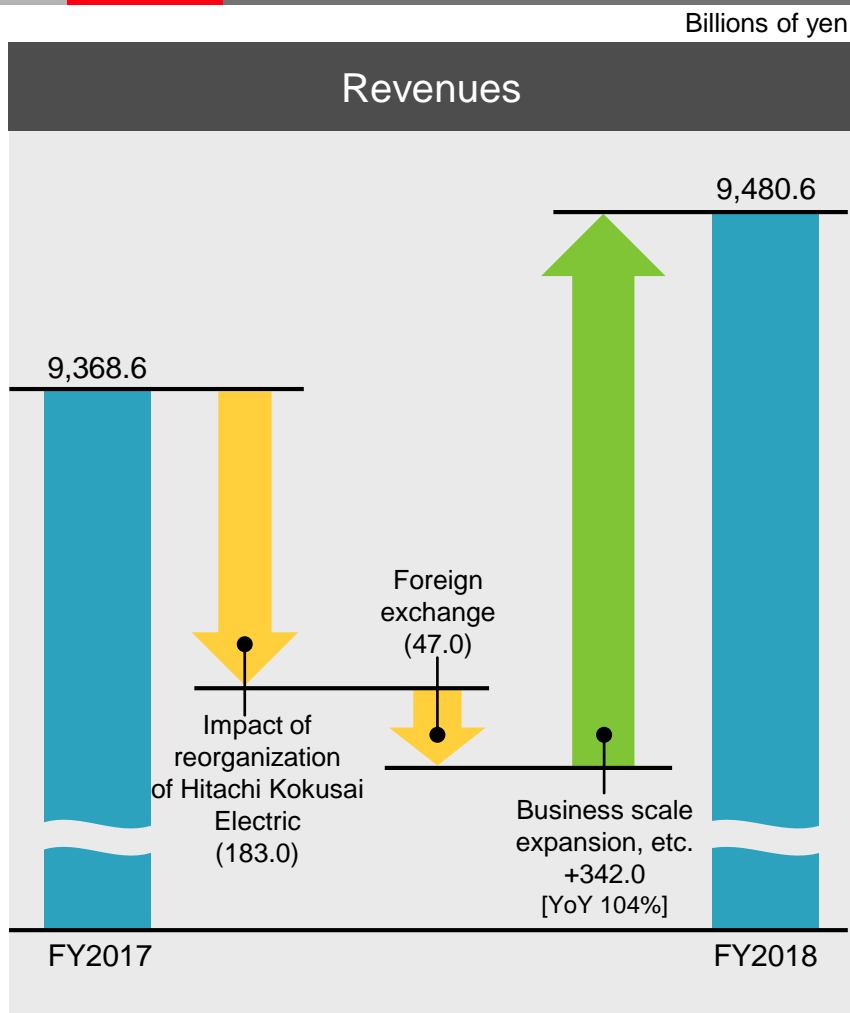 Billions of yen
Revenues
9,480.6
9,368.6
Foreign
exchange
(47.0)
Impact of
reorganization
of Hitachi Kokusai
Electric
(183.0)
Business scale
expansion, etc.
+342.0
[YoY 104%]
FY2017
FY2018